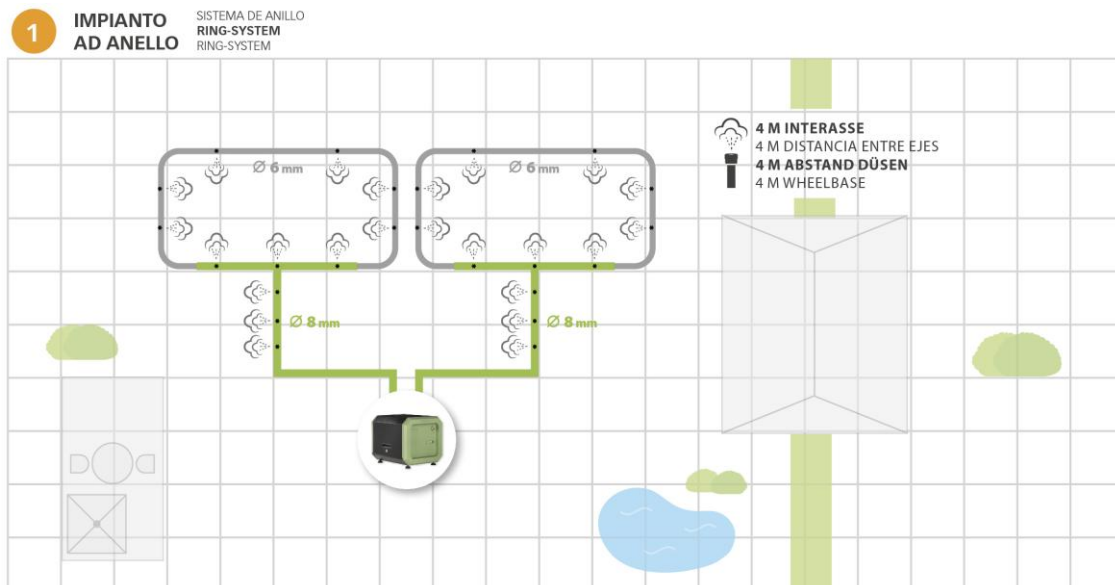 1
IMPIANTO
AD ANELLO
SISTEMA DE ANILLO
RING-SYSTEM
RING-SYSTEM
4 M INTERASSE
4 M DISTANCIA ENTRE EJES
4 M ABSTAND DÜSEN
4 M WHEELBASE
Ø 6 mm
Ø 6 mm
Ø 8 mm
Ø 8 mm